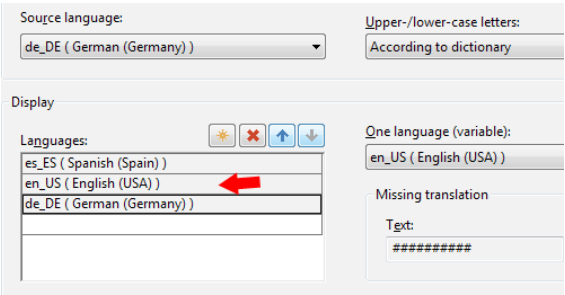 Source language:
Upper-/lower-case letters:
de_DE ( German (Germany) )
According to dictionary
Display
Languages:
One language (variable):
es_ES ( Spanish (Spain) )
en_US ( English (USA) )
en_US ( English (USA) )
de_DE ( German (Germany) )
Missing translation
Text:
##########